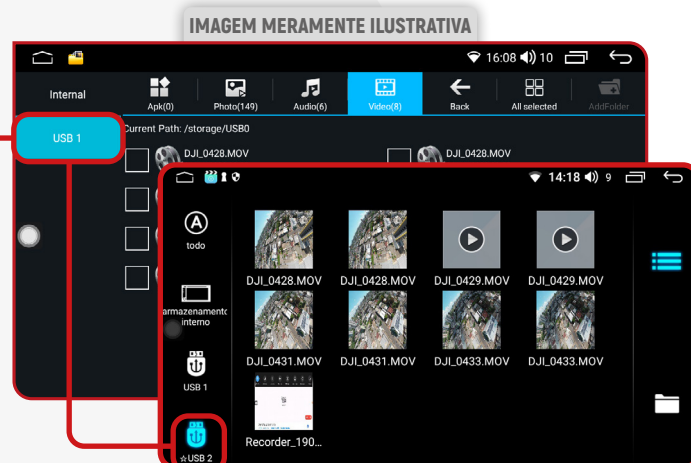 IMAGEM MERAMENTE ILUSTRATIVA
16:08 10
Internal
Apk(0) Photo(149) Audio(6) Video(8) Back All selected AddFolder
USB 1
Current Path: /storage/USB0
DJI_0428.MOV DJI_0428.MOV
14:18 9
A
todo
DJI_0428.MOV DJI_0428.MOV DJI_0429.MOV DJI_0429.MOV
armazenamento
interno
DJI_0431.MOV DJI_0431.MOV DJI_0433.MOV DJI_0433.MOV
USB 1
Recorder_190...
☆USB 2